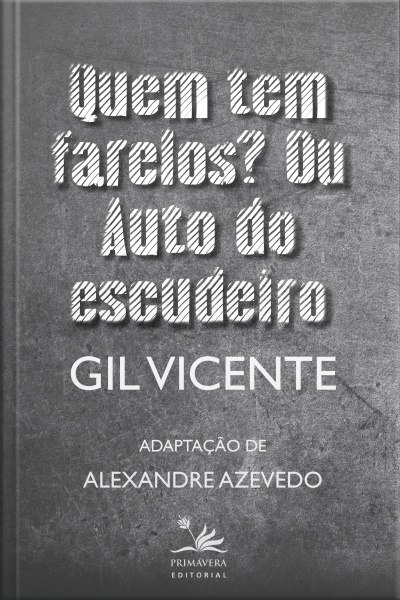 Quem tem
farelos? Ou
Auto do
escudeiro
GIL VICENTE
ADAPTAÇÃO DE
ALEXANDRE AZEVEDO
PRIMAVERA
EDITORIAL